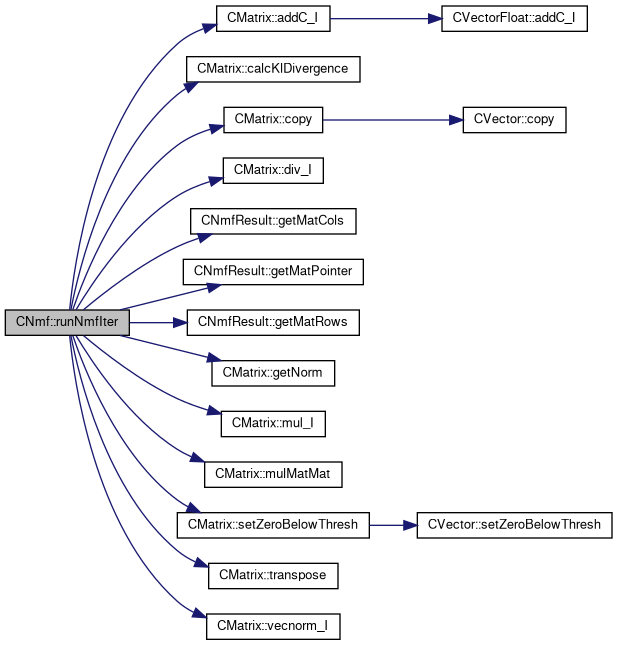 CMatrix::addC_I
CVectorFloat::addC_I
CMatrix::calcKlDivergence
CMatrix::copy
CVector::copy
CMatrix::div_I
CNmfResult::getMatCols
CNmfResult::getMatPointer
CNmf::runNmfIter
CNmfResult::getMatRows
CMatrix::getNorm
CMatrix::mul_I
CMatrix::mulMatMat
CMatrix::setZeroBelowThresh
CVector::setZeroBelowThresh
CMatrix::transpose
CMatrix::vecnorm_I